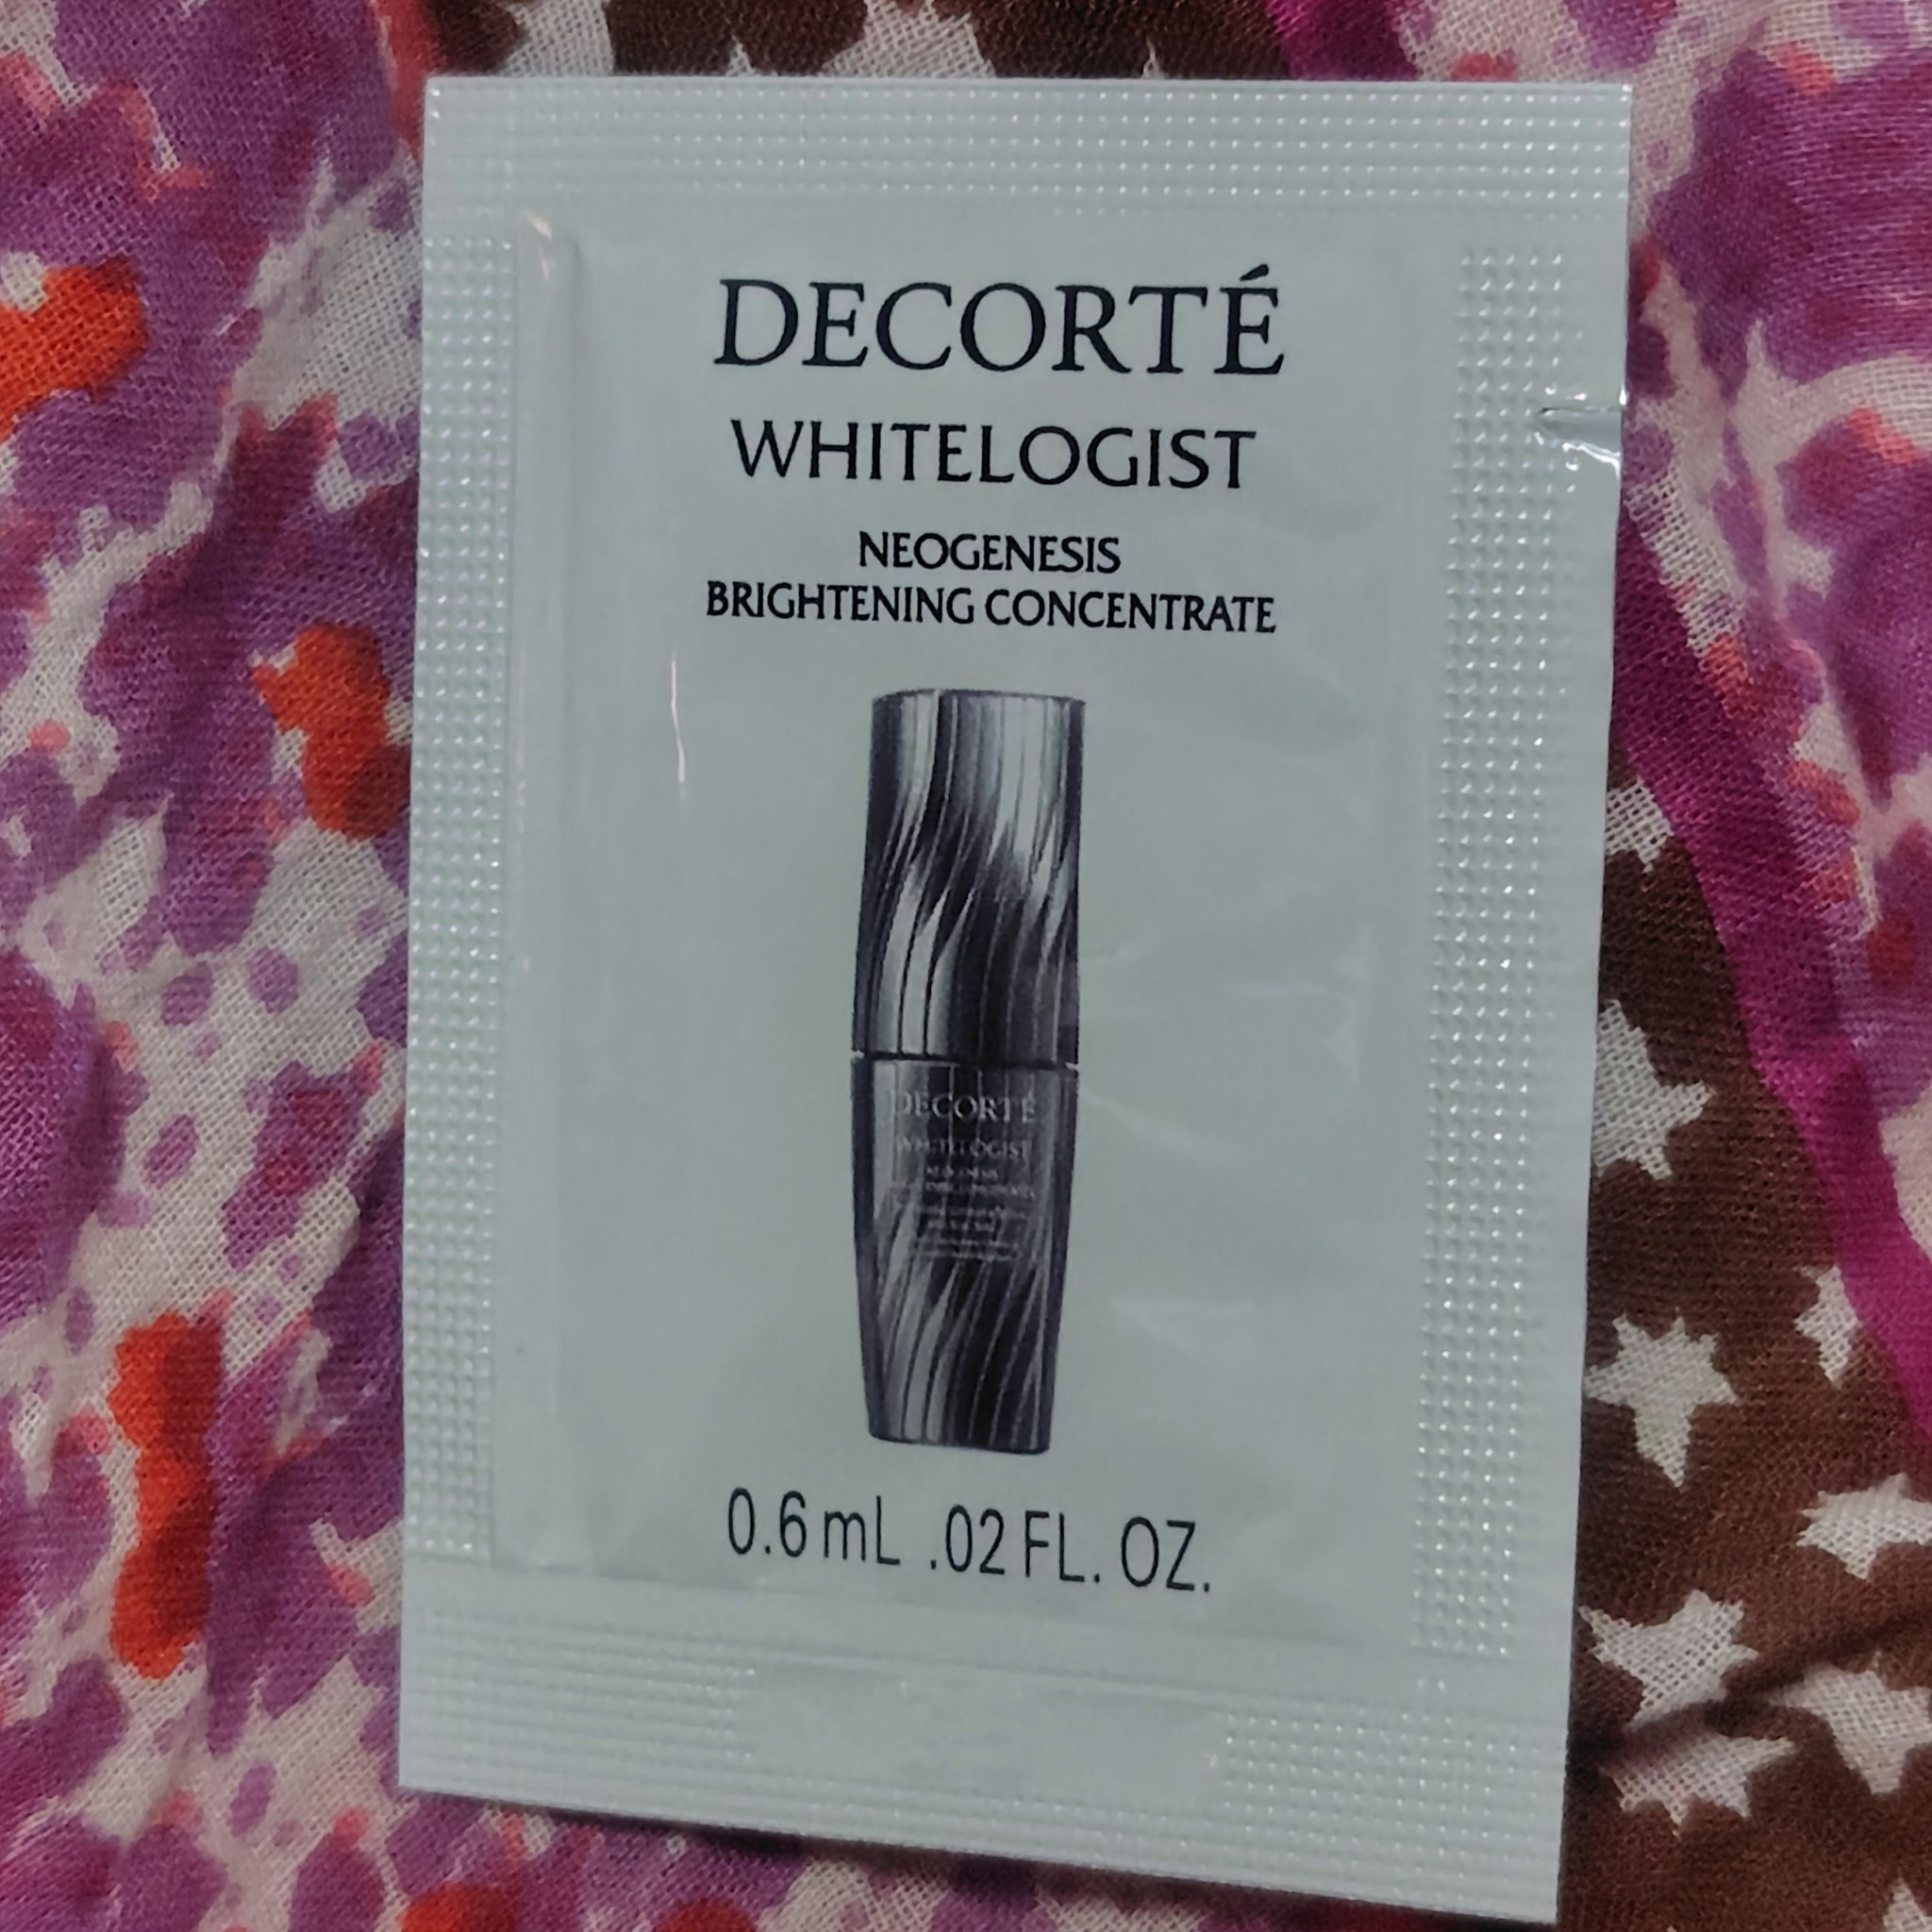 DECORTÉ
WHITELOGIST
NEOGENESIS
BRIGHTENING CONCENTRATE
DECORTÉ
WHITELOGIST
0.6 mL .02 FL. OZ.